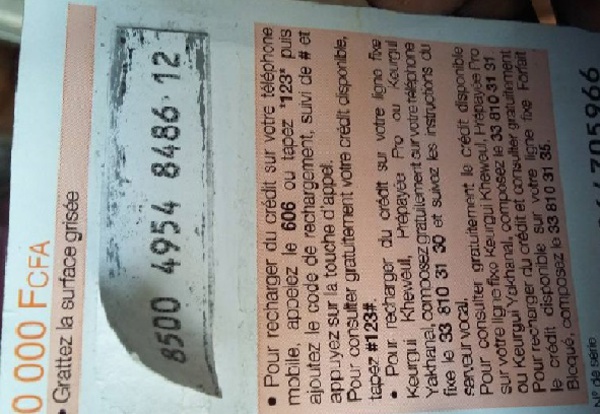 0 000 FCFA
• Grattez la surface grisée
8500 4954 8486 12
• Pour recharger du crédit sur votre téléphone
mobile, appelez le 606 ou tapez *123* puis
ajoutez le code de rechargement, suivi de # et
appuyez sur la touche d'appel.
Pour consulter gratuitement votre crédit disponible,
tapez #123#.
• Pour recharger du crédit sur votre ligne fixe
Keurgui Kheweul, Prépayée Pro ou Keurgui
Yakhanal, composez gratuitement sur votre téléphone
fixe le 33 810 31 30 et suivez les instructions du
serveur vocal.
Pour consulter gratuitement le crédit disponible
sur votre ligne fixe Keurgui Kheweul, Prépayée Pro
ou Keurgui Yakhanal, composez le 33 810 31 31
Pour recharger du crédit et consulter gratuitement
le crédit disponible sur votre ligne fixe Forfait
Bloqué, composez le 33 810 31 35.
N° de série
705966